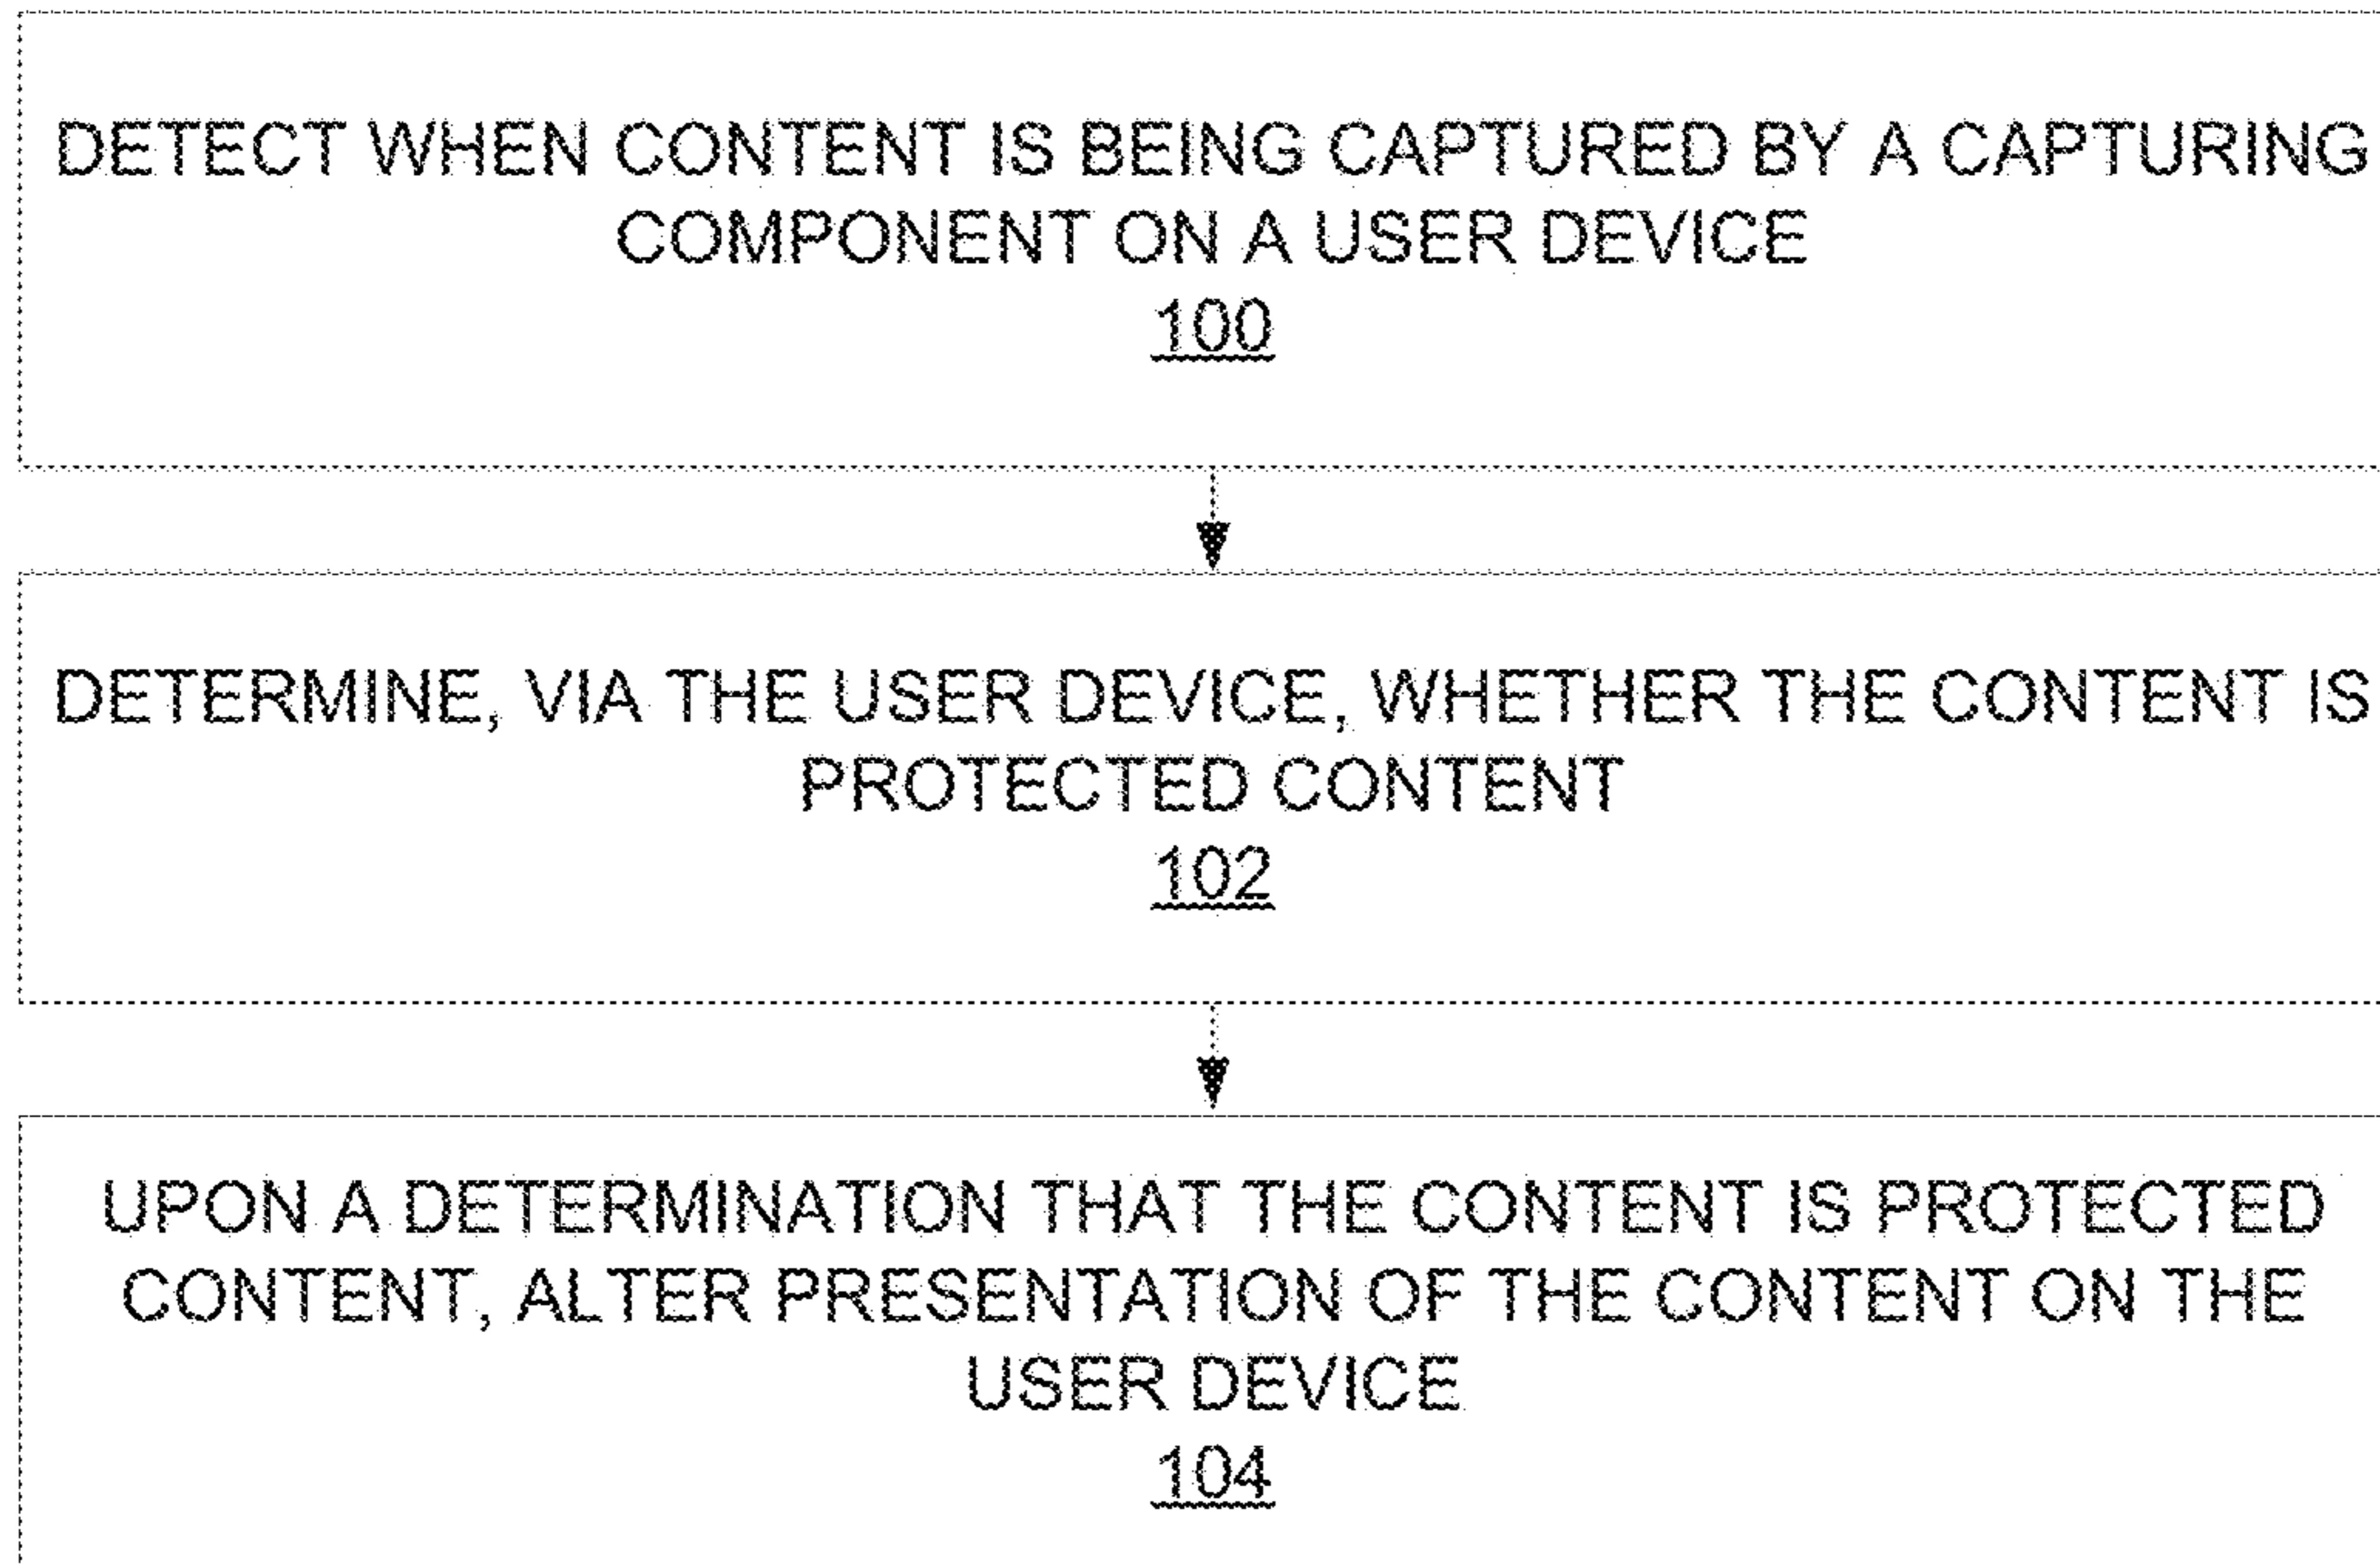 DETECT WHEN CONTENT IS BEING CAPTURED BY A CAPTURING
COMPONENT ON A USER DEVICE
100
DETERMINE, VIA THE USER DEVICE, WHETHER THE CONTENT IS
PROTECTED CONTENT
102
UPON A DETERMINATION THAT THE CONTENT IS PROTECTED
CONTENT, ALTER PRESENTATION OF THE CONTENT ON THE
USER DEVICE
104